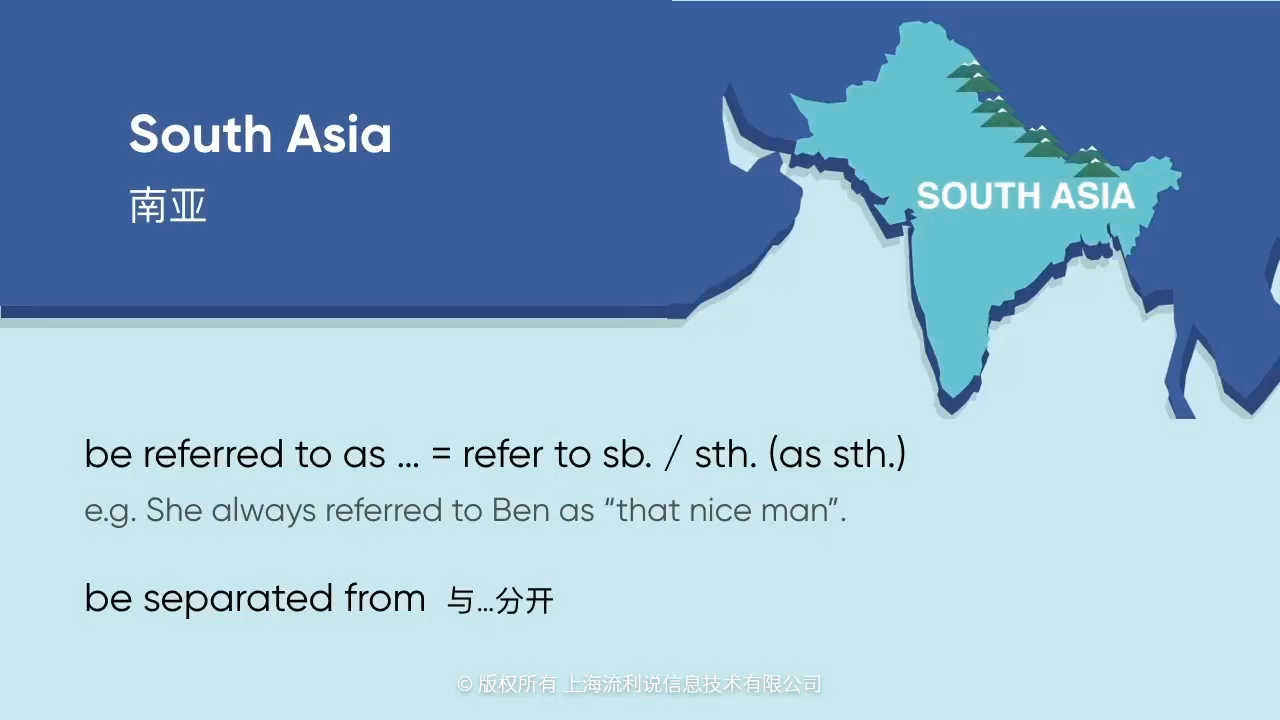 South Asia
南亚
SOUTH ASIA
be referred to as ... = refer to sb. / sth. (as sth.)
e.g. She always referred to Ben as “that nice man”.
be separated from 与...分开
© 版权所有 上海流利说信息技术有限公司